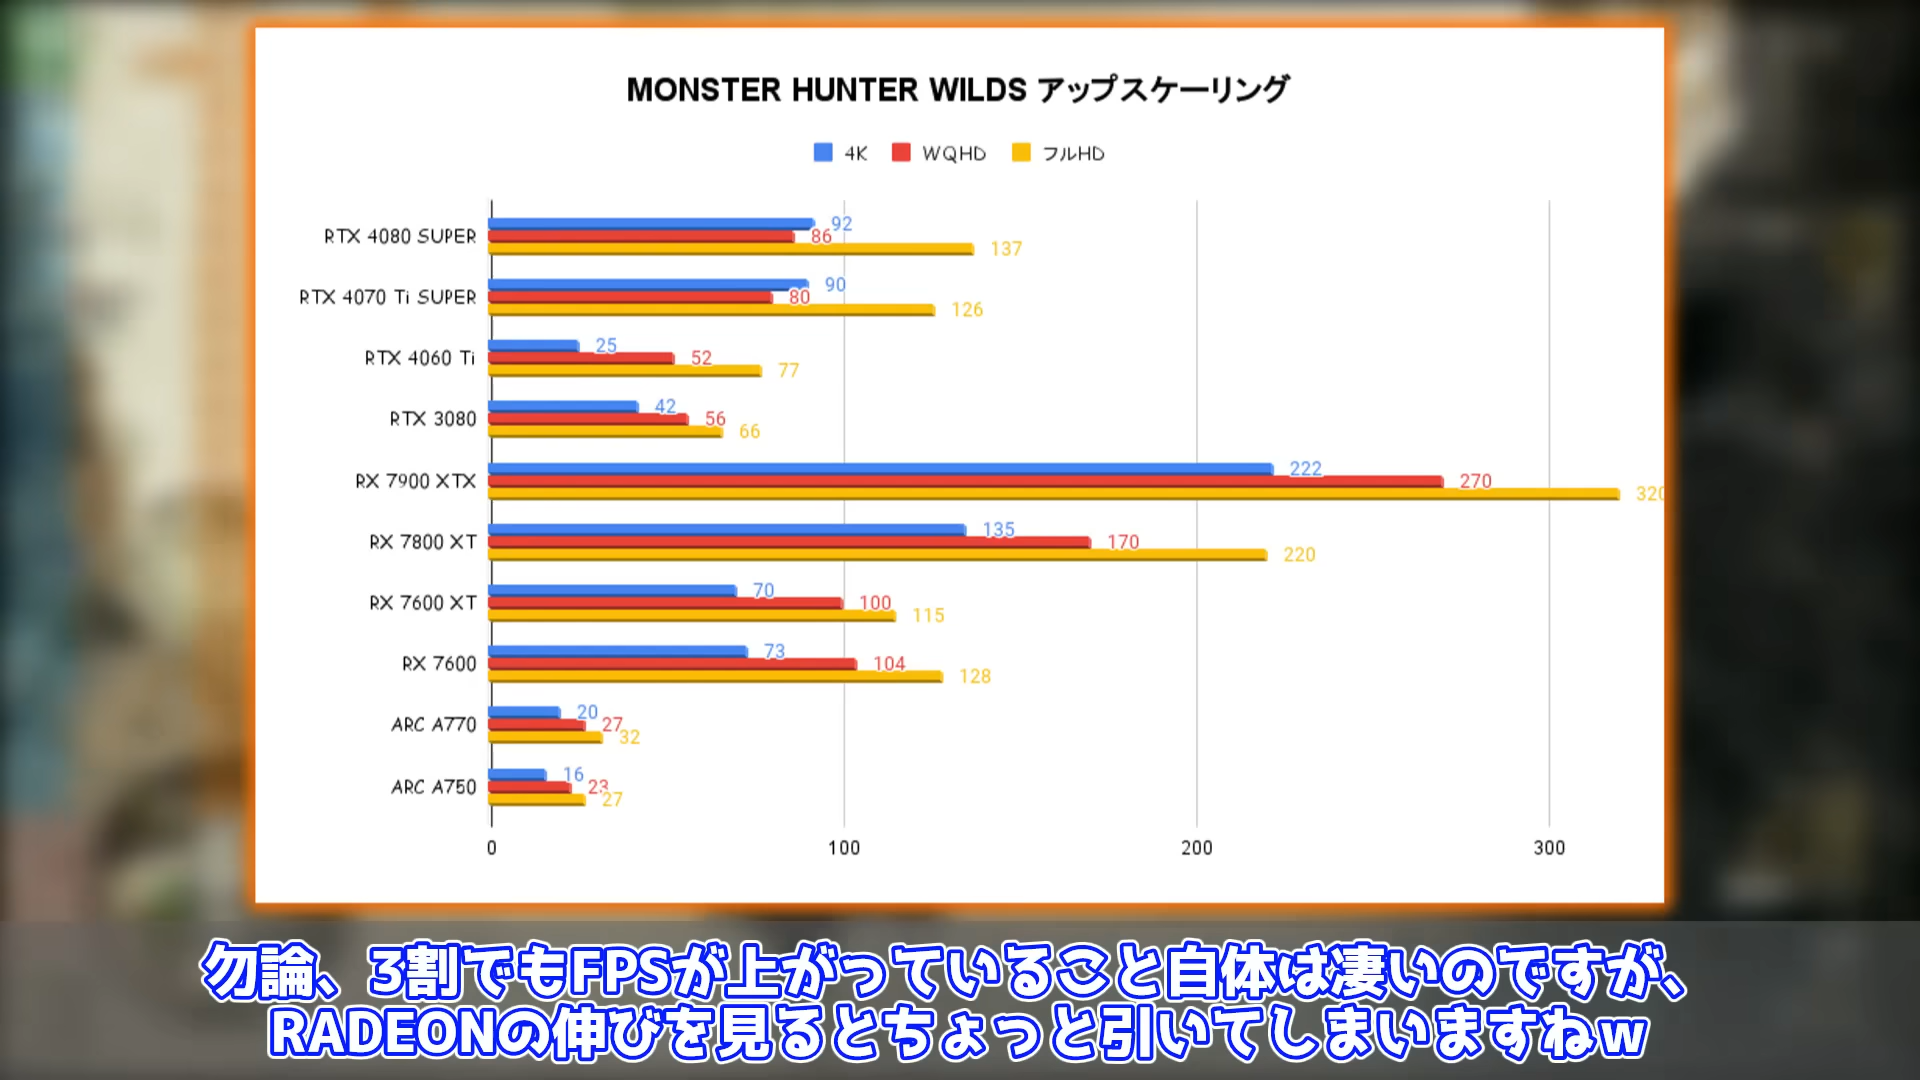 MONSTER HUNTER WILDS アップスケーリング
4K WQHD フルHD
RTX 4080 SUPER 92 86 137
RTX 4070 Ti SUPER 90 80 126
RTX 4060 Ti 25 52 77
RTX 3080 42 56 66
RX 7900 XTX 222 270 320
RX 7800 XT 135 170 220
RX 7600 XT 70 100 115
RX 7600 73 104 128
ARC A770 20 27 32
ARC A750 16 23 27
0 100 200 300
勿論、3割でもFPSが上がっていること自体は凄いのですが、
RADEONの伸びを見るとちょっと引いてしまいますねw